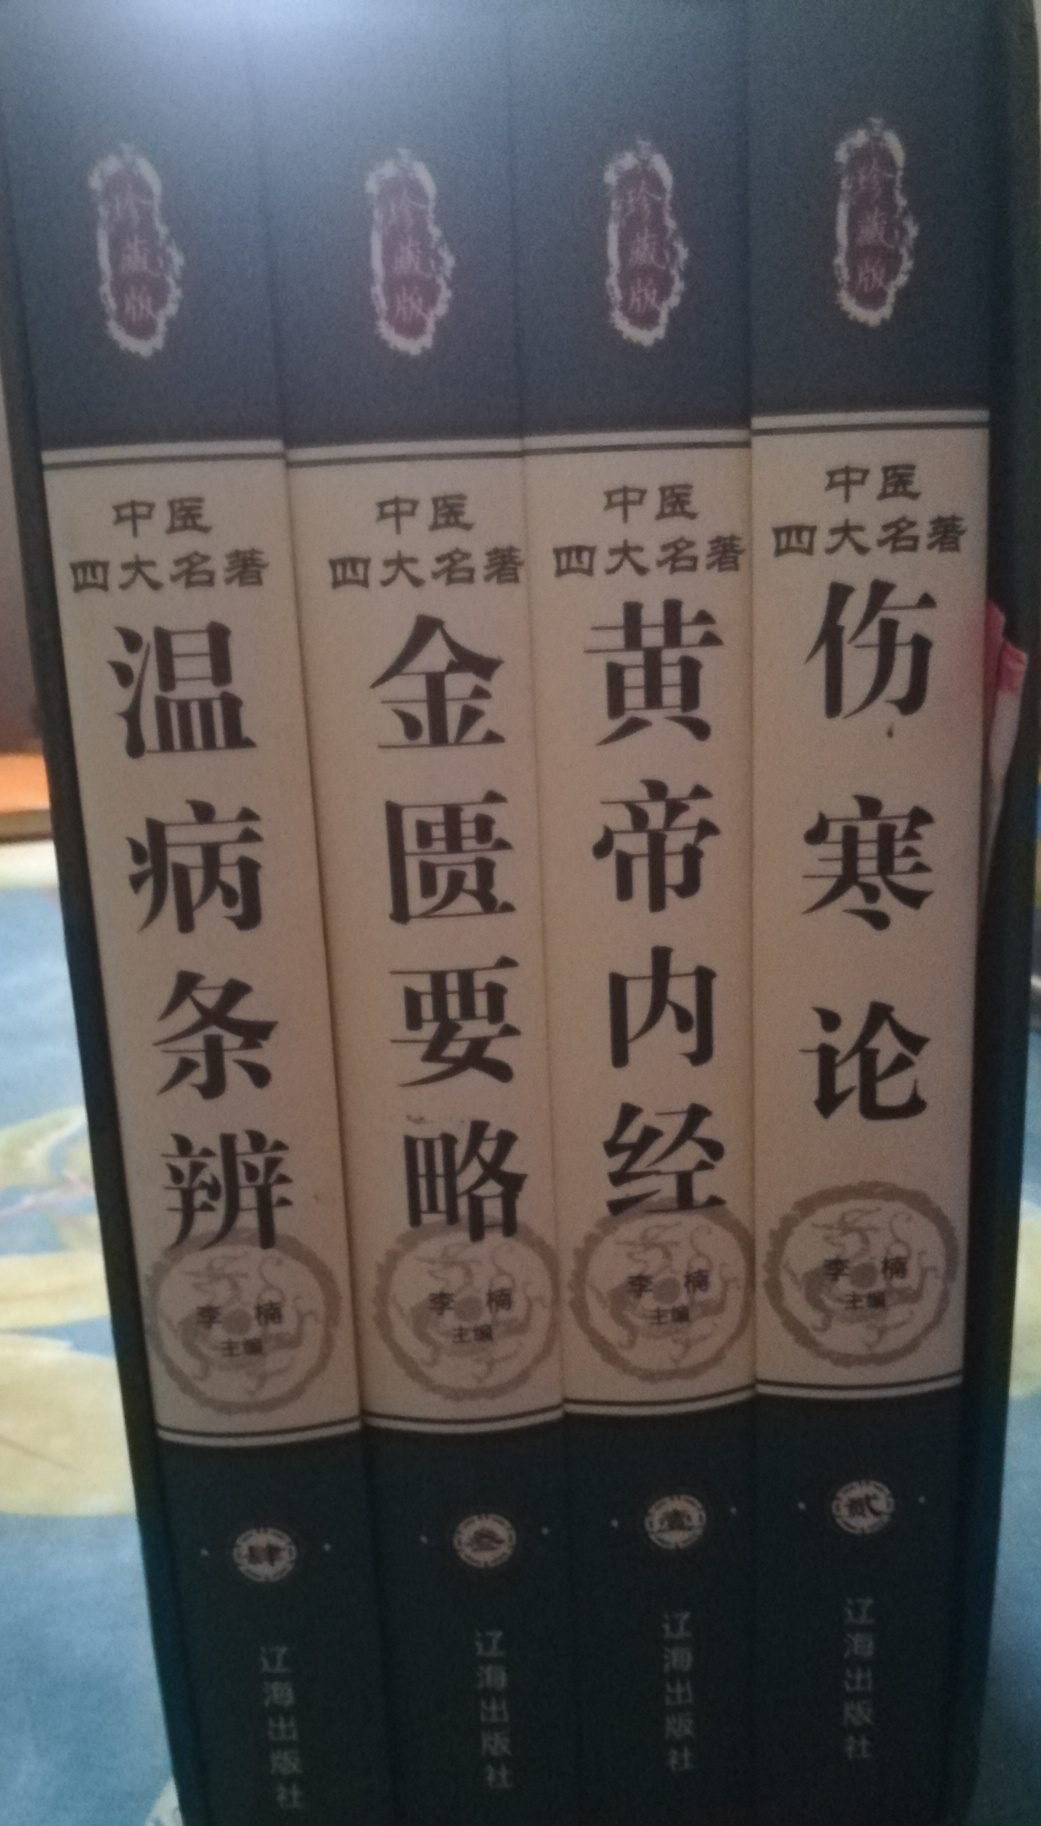 珍藏版
中医
四大名著
温病条辨
李楠
主编
肆
辽海出版社
珍藏版
中医
四大名著
金匮要略
李楠
主编
叁
辽海出版社
珍藏版
中医
四大名著
黄帝内经
李楠
主编
壹
辽海出版社
珍藏版
中医
四大名著
伤寒论
李楠
主编
贰
辽海出版社